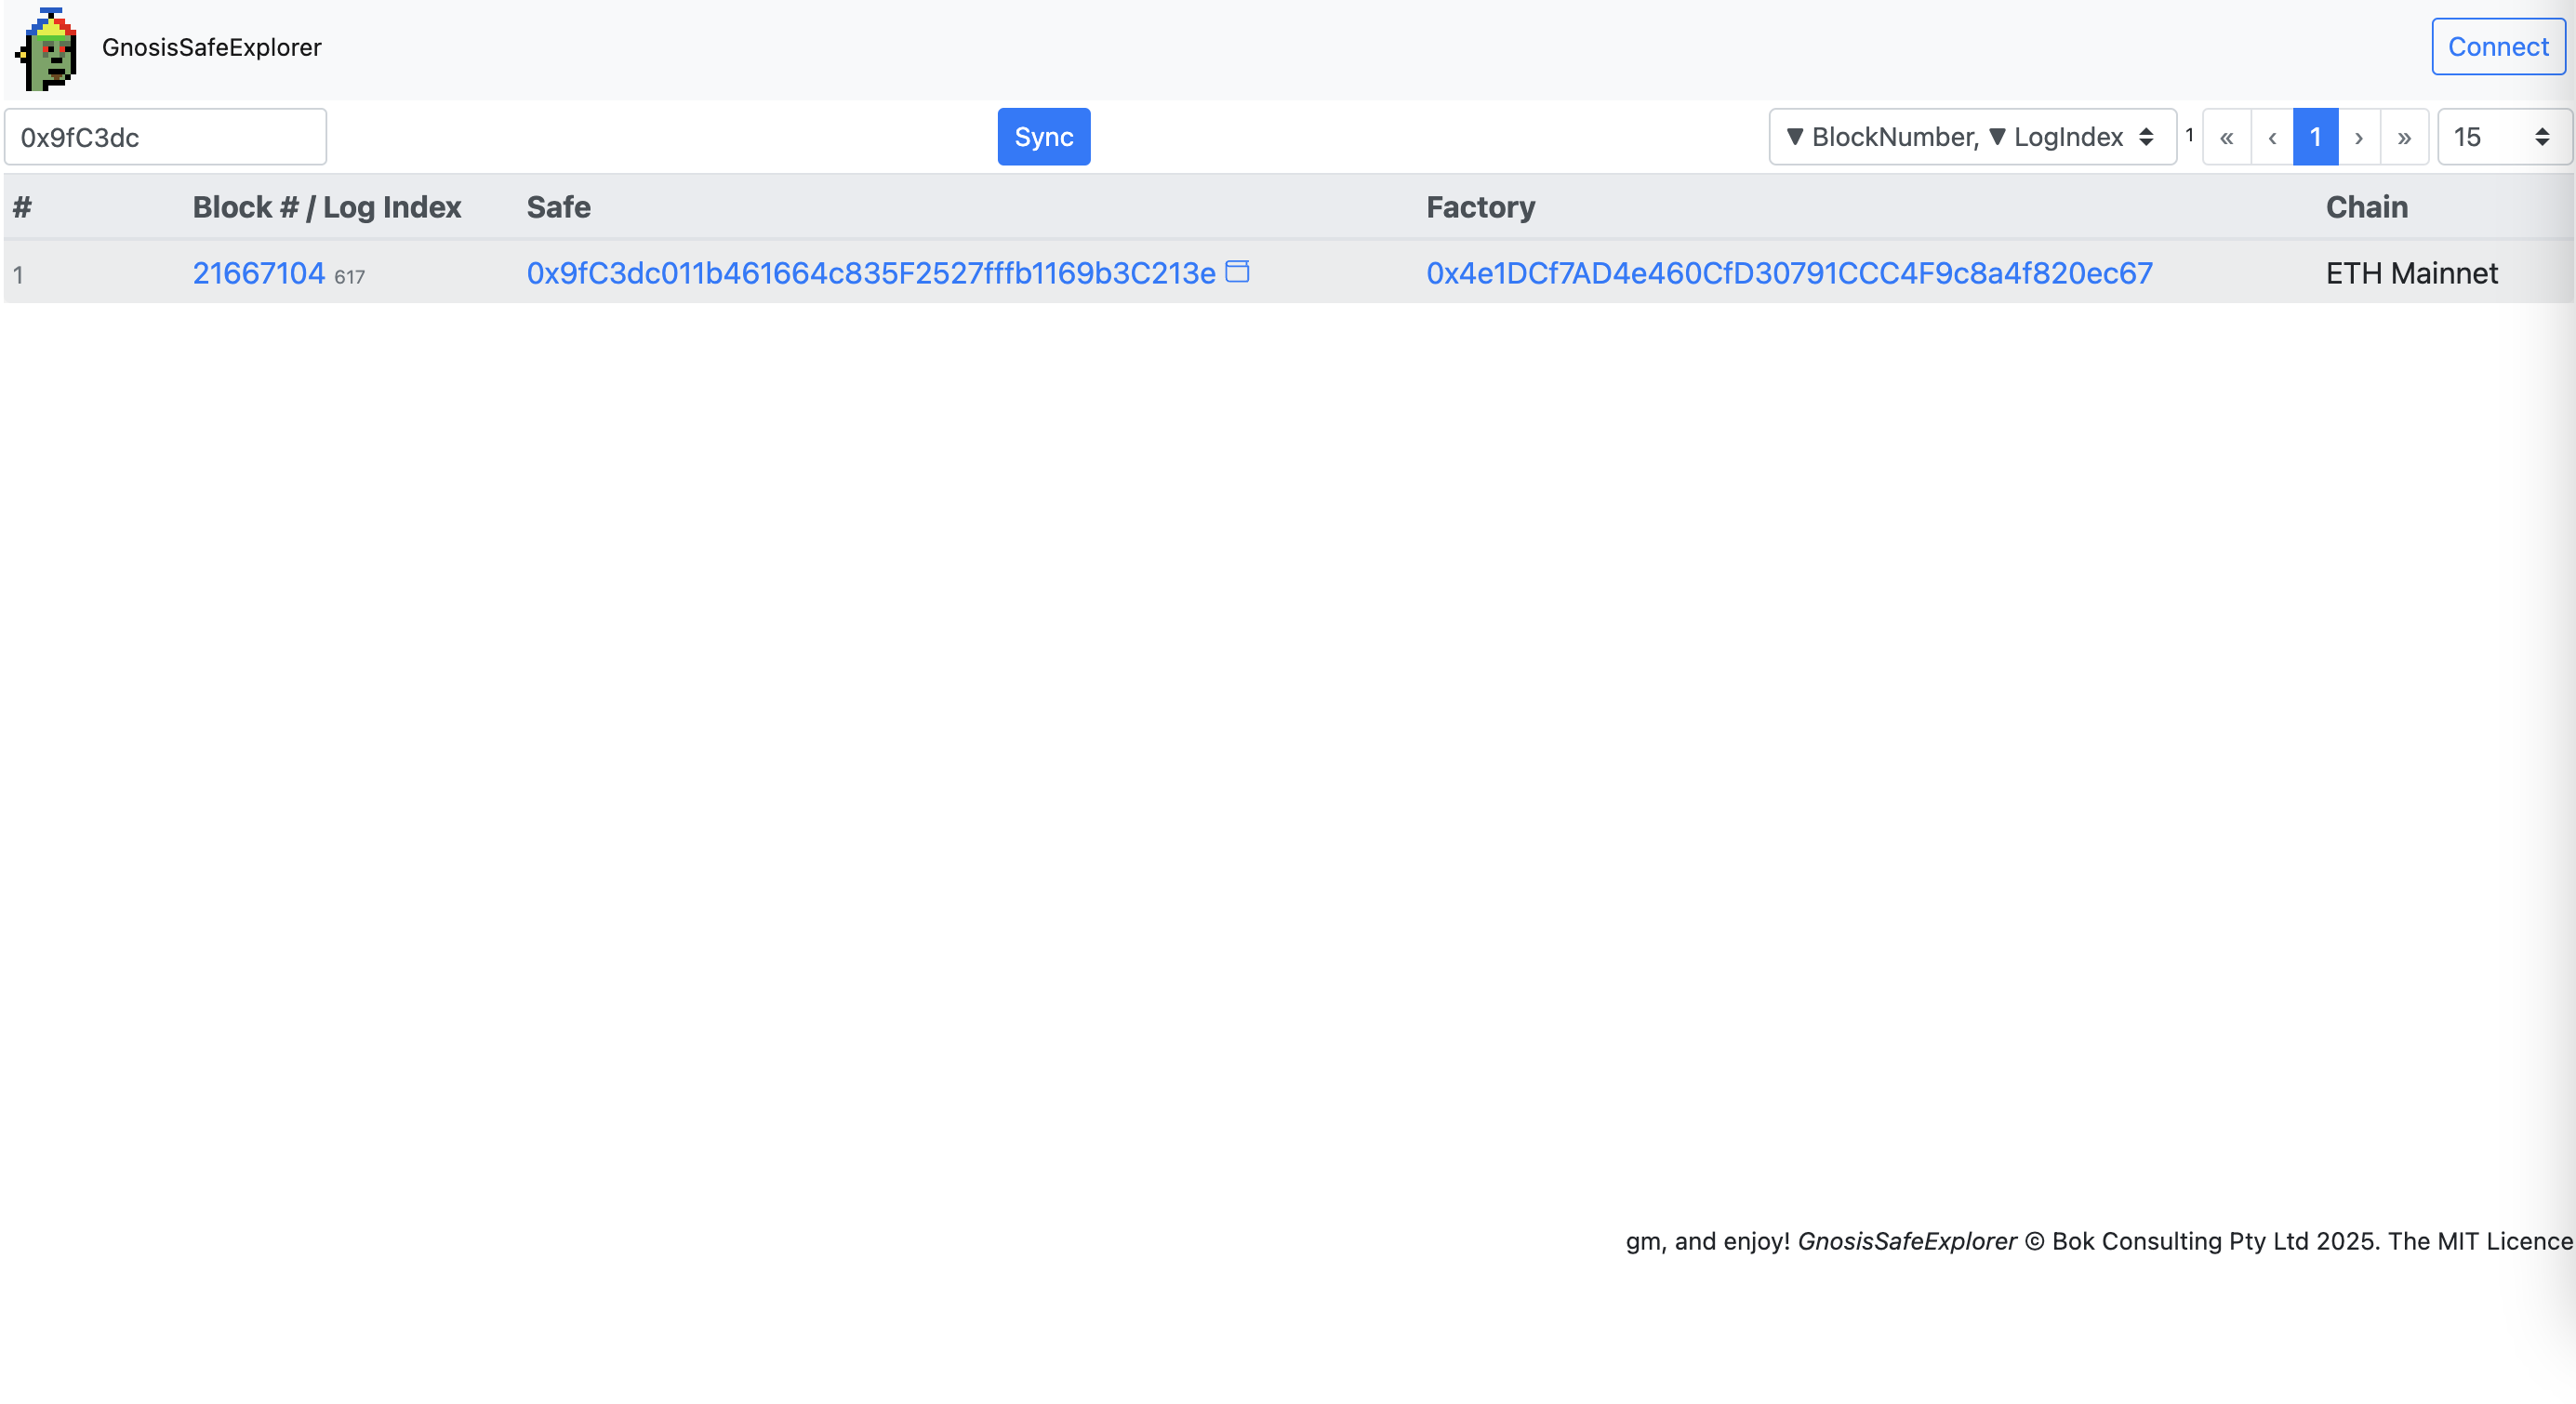 GnosisSafeExplorer
Connect
0x9fC3dc
Sync
▼ BlockNumber, ▼ LogIndex
1
«
‹
1
›
»
15
# Block # / Log Index Safe Factory Chain
1 21667104 617 0x9fC3dc011b461664c835F2527fffb1169b3C213e 0x4e1DCf7AD4e460CfD30791CCC4F9c8a4f820ec67 ETH Mainnet
gm, and enjoy! GnosisSafeExplorer © Bok Consulting Pty Ltd 2025. The MIT Licence